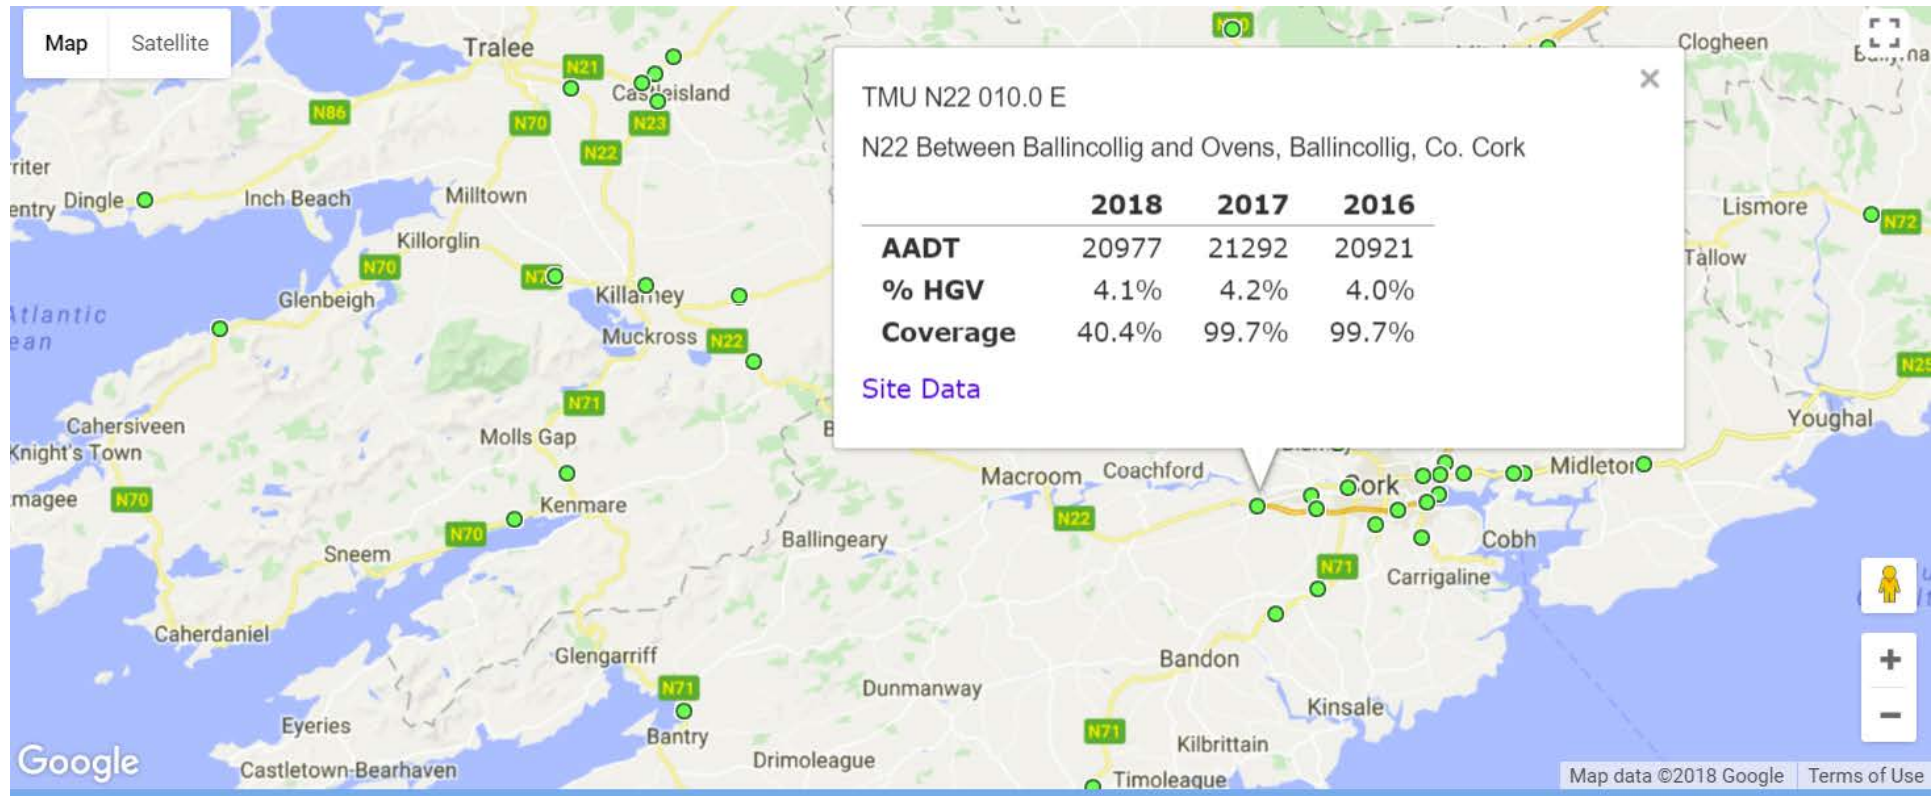 Map
Satellite
Tralee
N21
Castleisland
N86
N70
N23
N22
Dingle
Inch Beach
Milltown
Killorglin
N70
Glenbeigh
Killarney
Muckross
N22
N71
Cahersiveen
Knight's Town
Molls Gap
N70
Kenmare
N70
Sneem
Caherdaniel
Glengarriff
N71
Eyeries
Bantry
Castletown-Bearhaven
Google
TMU N22 010.0 E
N22 Between Ballincollig and Ovens, Ballincollig, Co. Cork
2018 2017 2016
AADT 20977 21292 20921
% HGV 4.1% 4.2% 4.0%
Coverage 40.4% 99.7% 99.7%
Site Data
Clogheen
Lismore
N72
Tallow
N25
Youghal
Macroom
Coachford
Cork
Midleton
N22
Ballingeary
Cobh
N71
Carrigaline
Bandon
Dunmanway
Kinsale
N71
Kilbrittain
Drimoleague
Timoleague
Map data ©2018 Google
Terms of Use